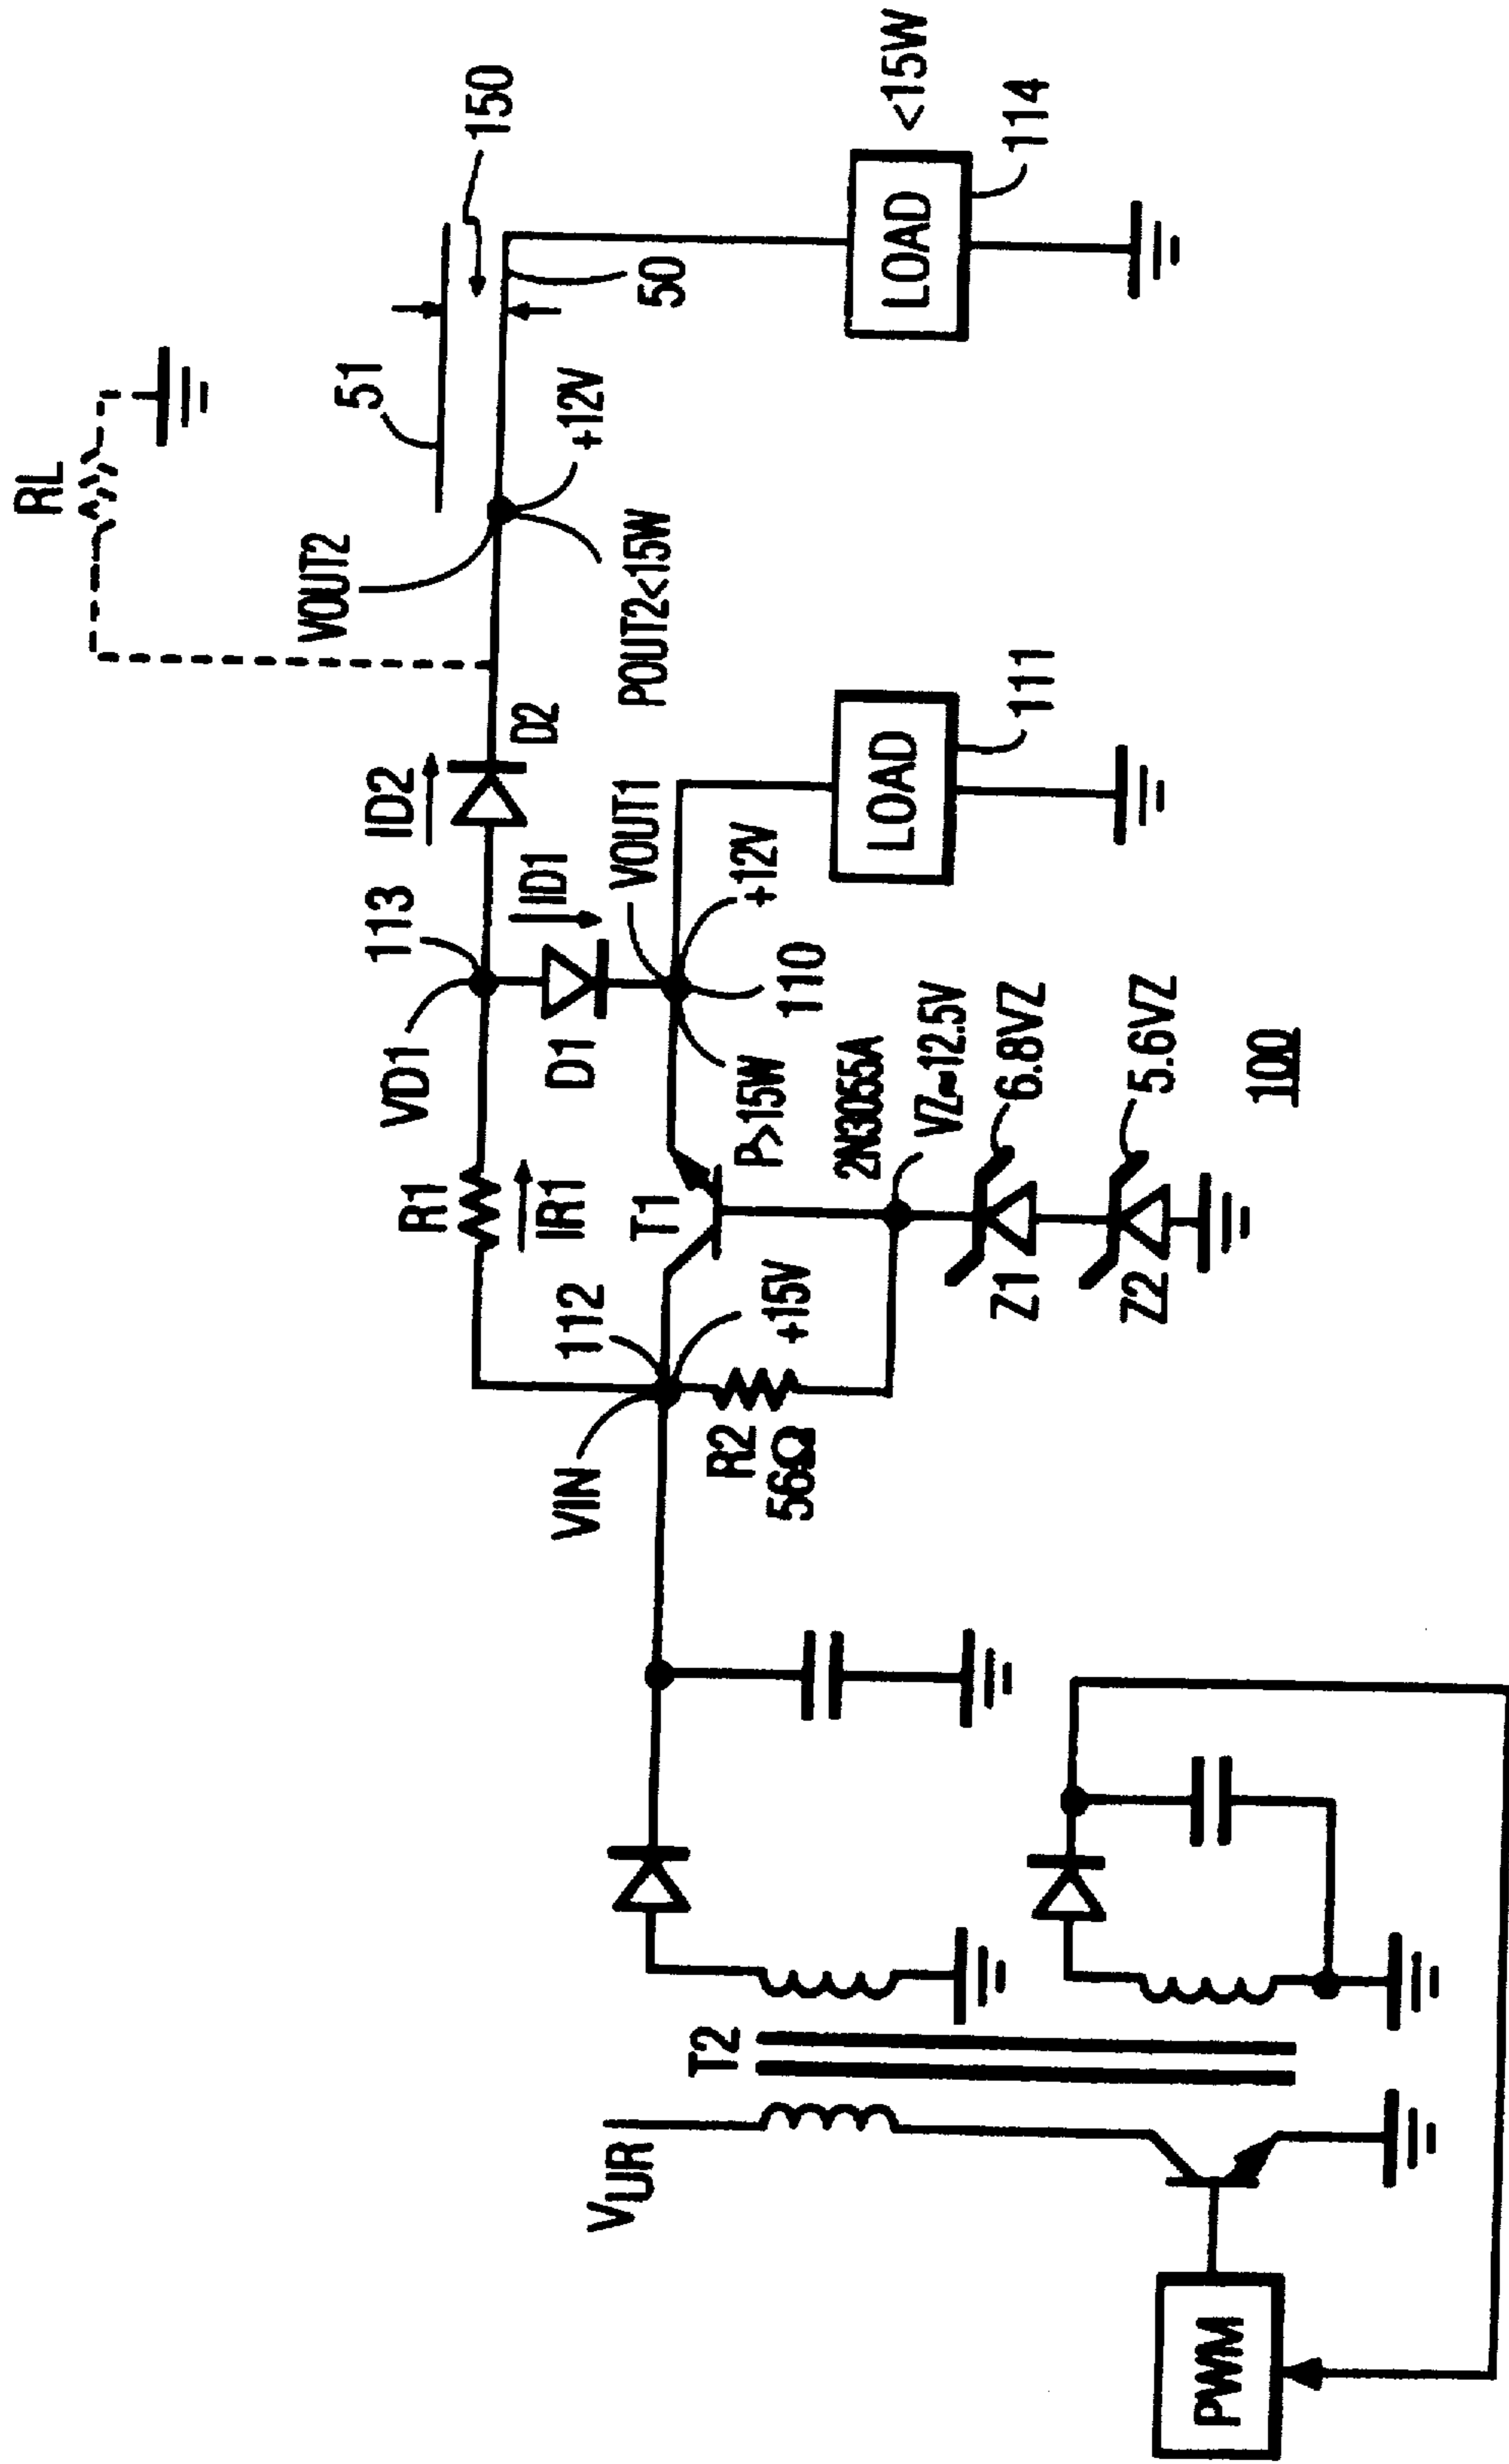 RL
51
150
VOUT2
50
+12V
<15W
LOAD
114
POUT2<15W
113
ID2
D2
VD1
R1
IR1
D1
ID1
VOUT1
+12V
110
P>15W
LOAD
111
112
T1
2N3055A
VIN
+15V
VZ≈12.5V
R2
56Ω
Z1
6.8VZ
Z2
5.6VZ
100
VUR
T2
PWM